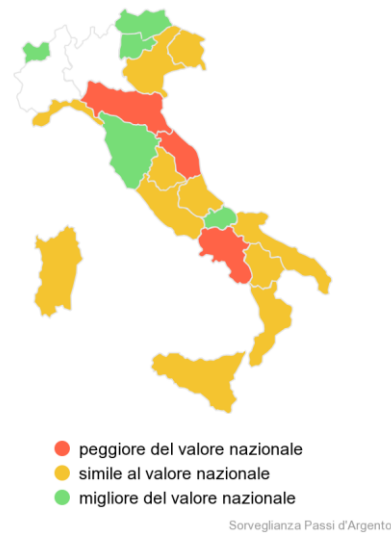 peggiore del valore nazionale
simile al valore nazionale
migliore del valore nazionale
Sorveglianza Passi d'Argento